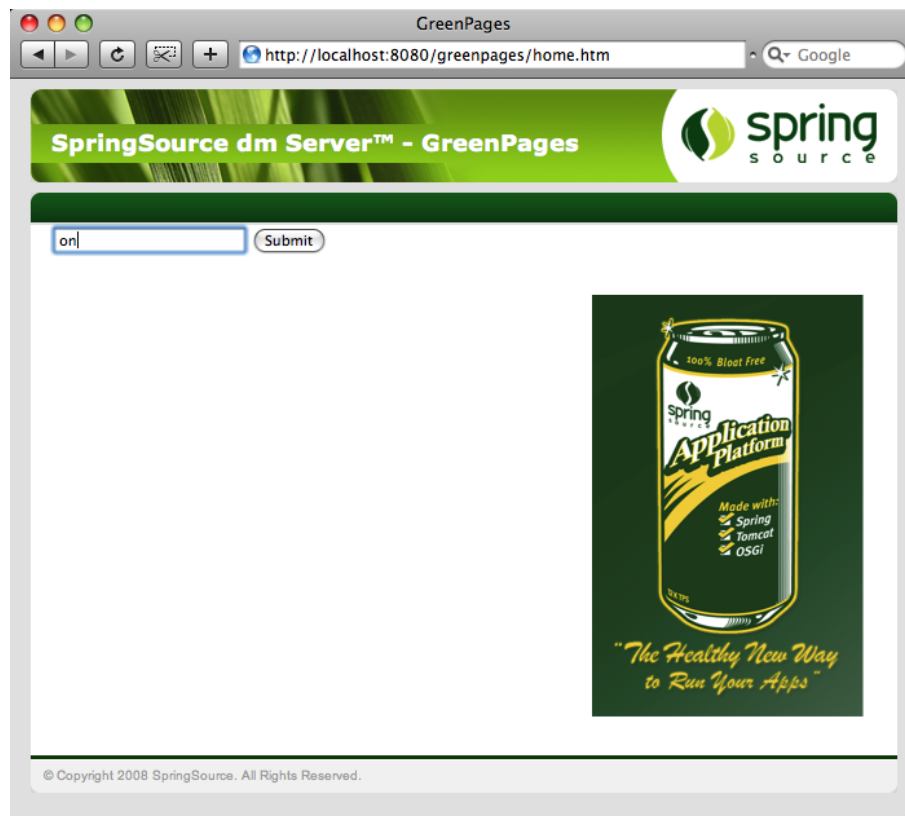 GreenPages
http://localhost:8080/greenpages/home.htm
Google
SpringSource dm Server™ - GreenPages
spring
source
on
Submit
100% Bloat Free
spring
source
Application
Platform
Made with:
Spring
Tomcat
OSGi
"The Healthy New Way
to Run Your Apps"
© Copyright 2008 SpringSource. All Rights Reserved.